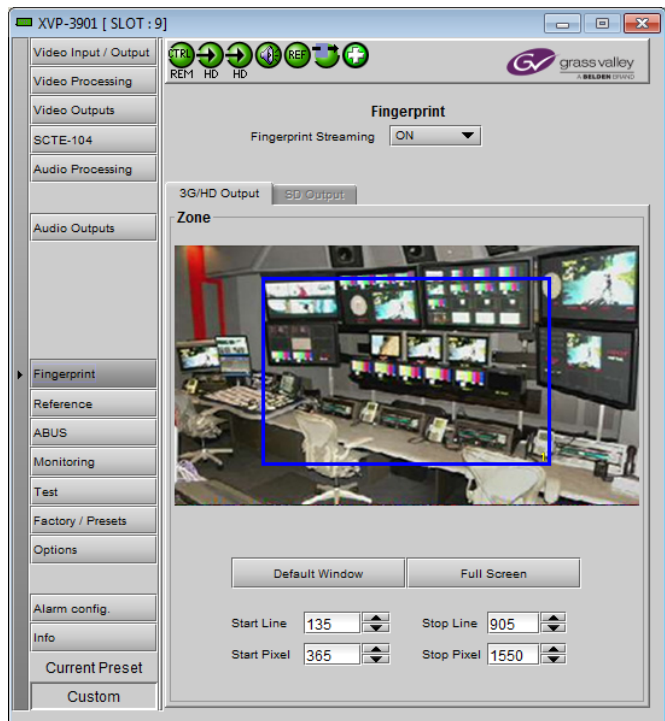 XVP-3901 [ SLOT : 9]
Video Input / Output
Video Processing
Video Outputs
SCTE-104
Audio Processing
Audio Outputs
Fingerprint
Reference
ABUS
Monitoring
Test
Factory / Presets
Options
Alarm config.
Info
Current Preset
Custom
CTRL REF
REM HD HD
GV grass valley
A BELDEN BRAND
Fingerprint
Fingerprint Streaming ON
3G/HD Output SD Output
Zone
1
Default Window Full Screen
Start Line 135 Stop Line 905
Start Pixel 365 Stop Pixel 1550